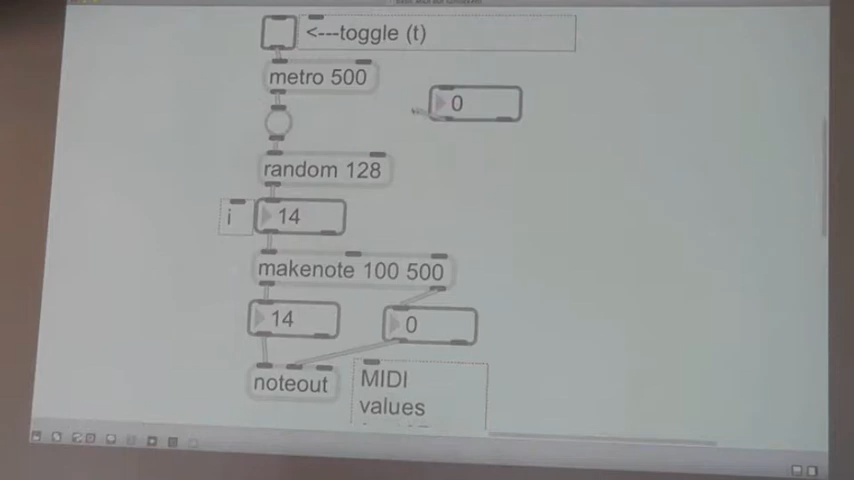 <---toggle (t)
metro 500
0
random 128
i
14
makenote 100 500
14
0
noteout
MIDI
values